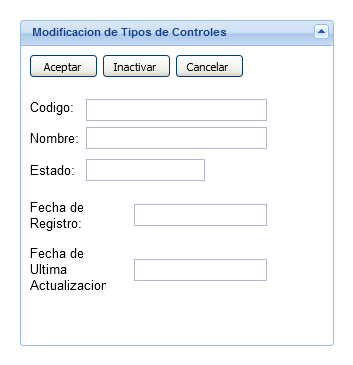 Modificacion de Tipos de Controles
Aceptar Inactivar Cancelar
Codigo:
Nombre:
Estado:
Fecha de
Registro:
Fecha de
Ultima
Actualizacion